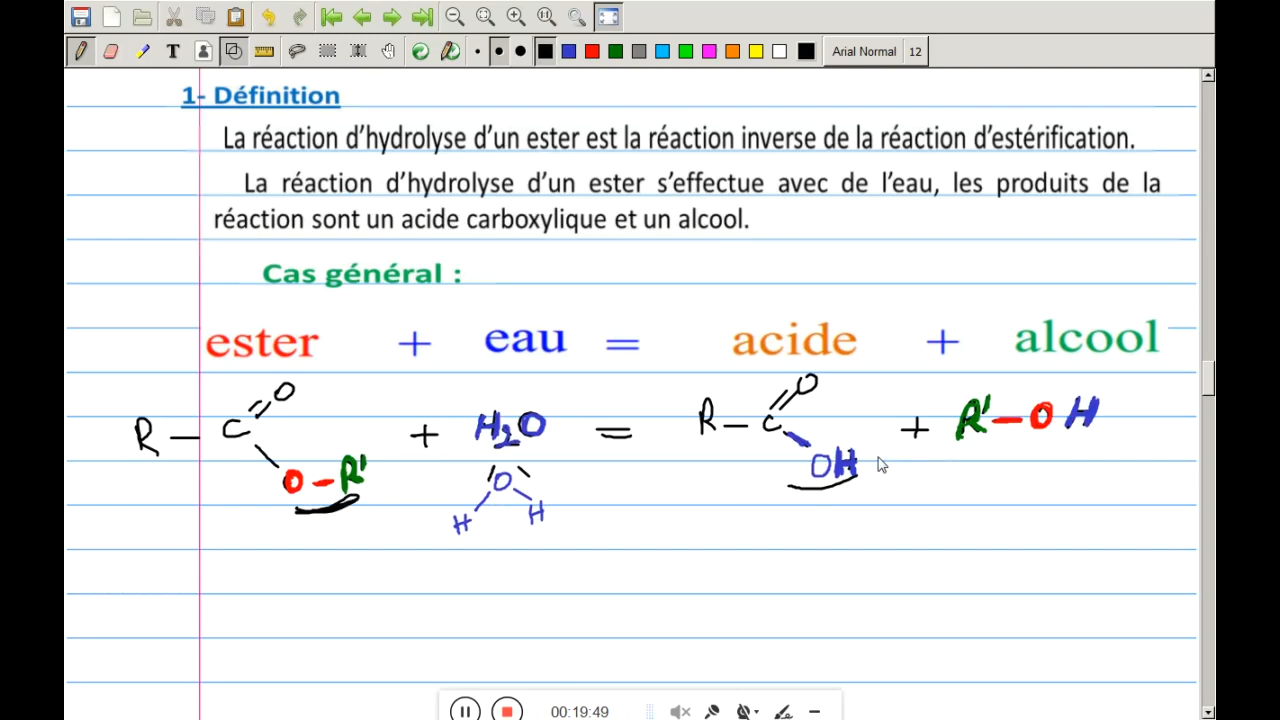 T
Arial Normal 12
1- Définition
La réaction d’hydrolyse d’un ester est la réaction inverse de la réaction d’estérification.
La réaction d’hydrolyse d’un ester s’effectue avec de l’eau, les produits de la
réaction sont un acide carboxylique et un alcool.
Cas général :
ester + eau = acide + alcool
R — C = O O — R' + H₂O = R — C = O OH + R' — O H
O H H
00:19:49